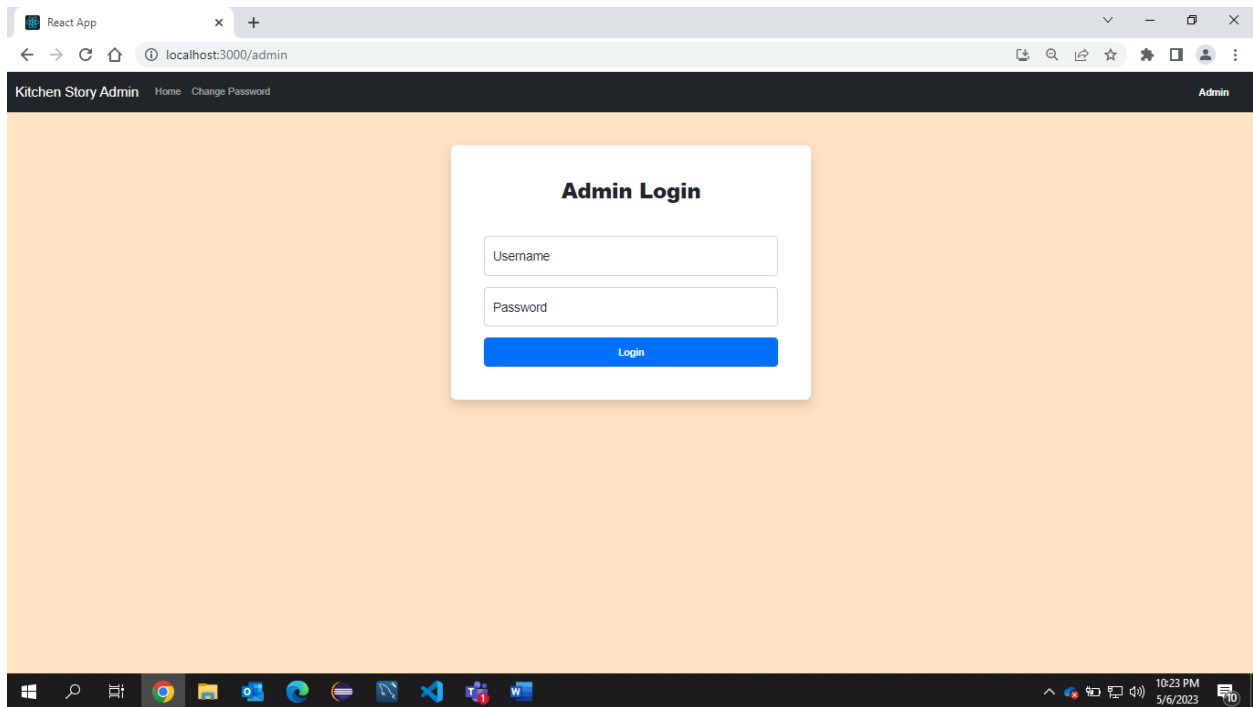 React App
localhost:3000/admin
Kitchen Story Admin Home Change Password Admin
Admin Login
Username
Password
Login
10:23 PM
5/6/2023
10